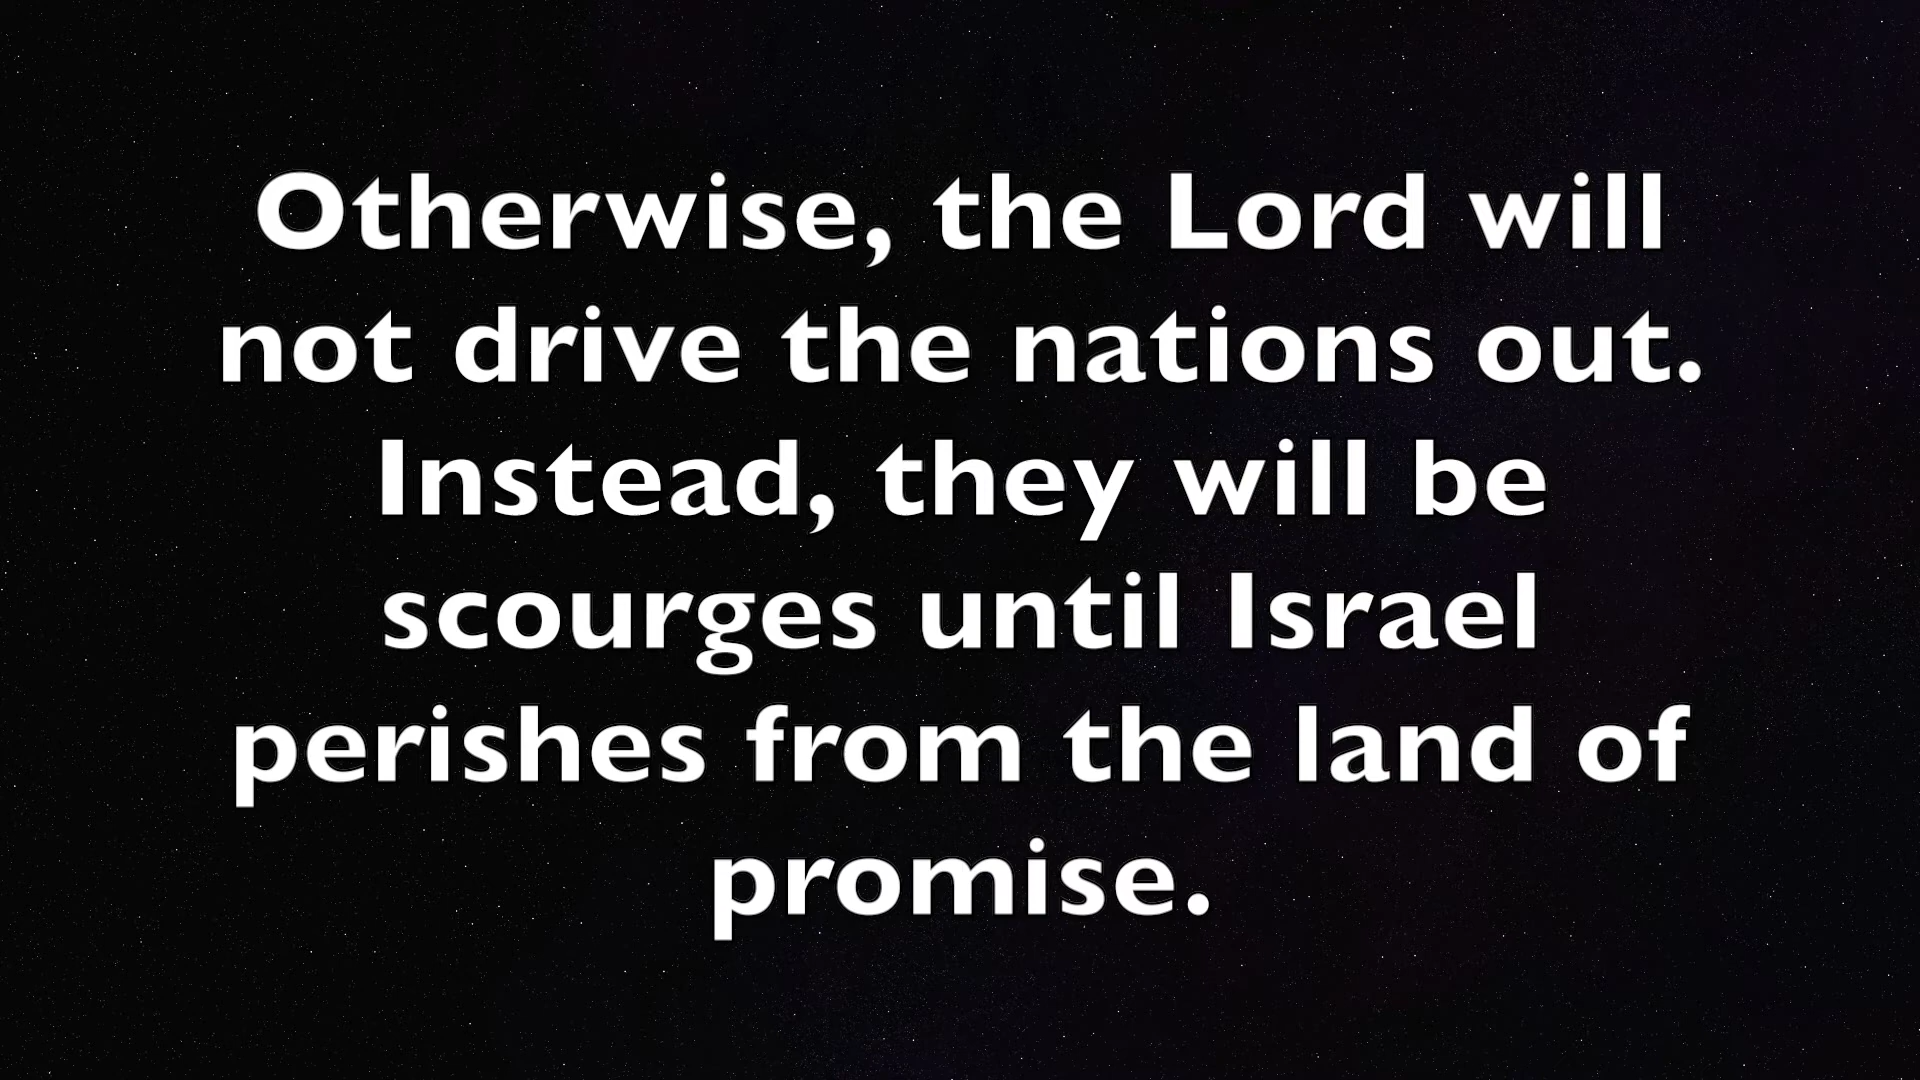 Otherwise, the Lord will
not drive the nations out.
Instead, they will be
scourges until Israel
perishes from the land of
promise.